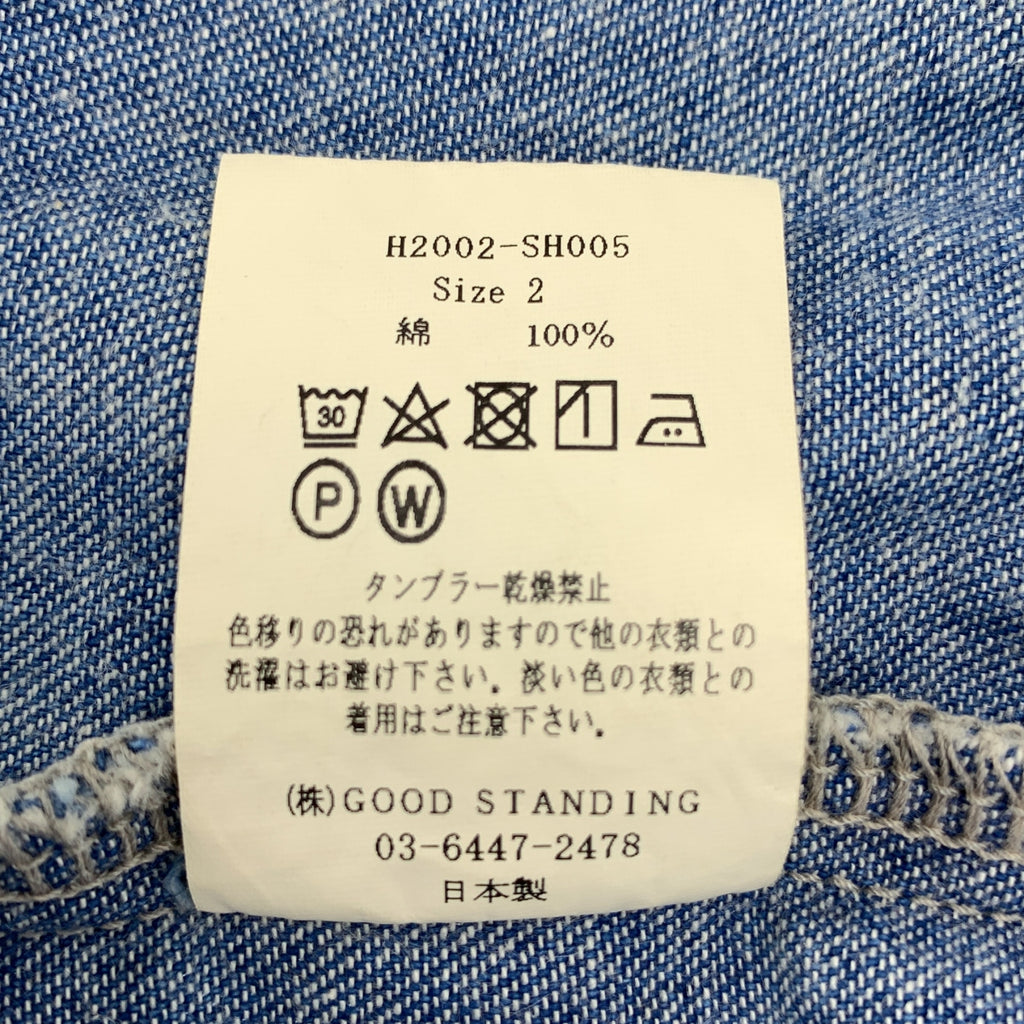 H2002-SH005
Size 2
綿 100%
30
P W
タンブラー乾燥禁止
色移りの恐れがありますので他の衣類との
洗濯はお避け下さい。淡い色の衣類との
着用はご注意下さい。
(株)GOOD STANDING
03-6447-2478
日本製